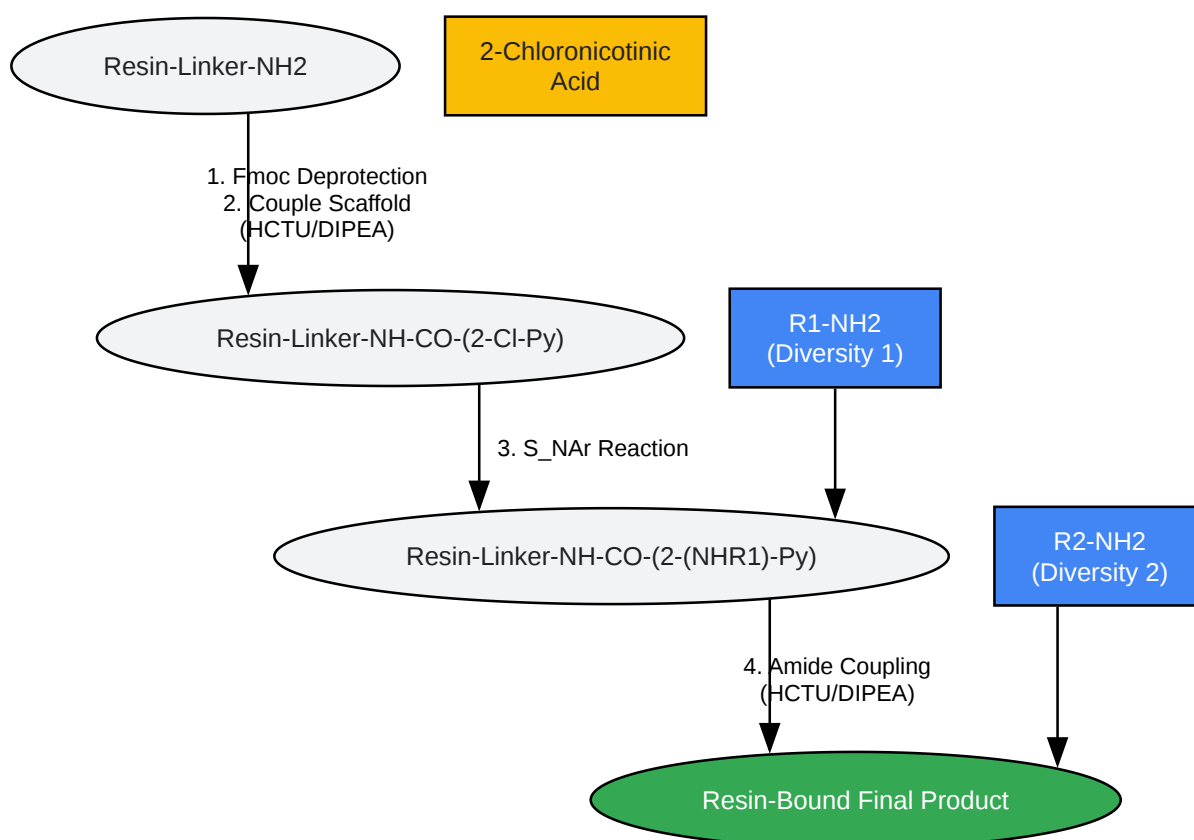 Resin-Linker-NH2
2-Chloronicotinic
Acid
1. Fmoc Deprotection
2. Couple Scaffold
(HCTU/DIPEA)
Resin-Linker-NH-CO-(2-Cl-Py)
R1-NH2
(Diversity 1)
3. S_NAr Reaction
Resin-Linker-NH-CO-(2-(NHR1)-Py)
R2-NH2
(Diversity 2)
4. Amide Coupling
(HCTU/DIPEA)
Resin-Bound Final Product